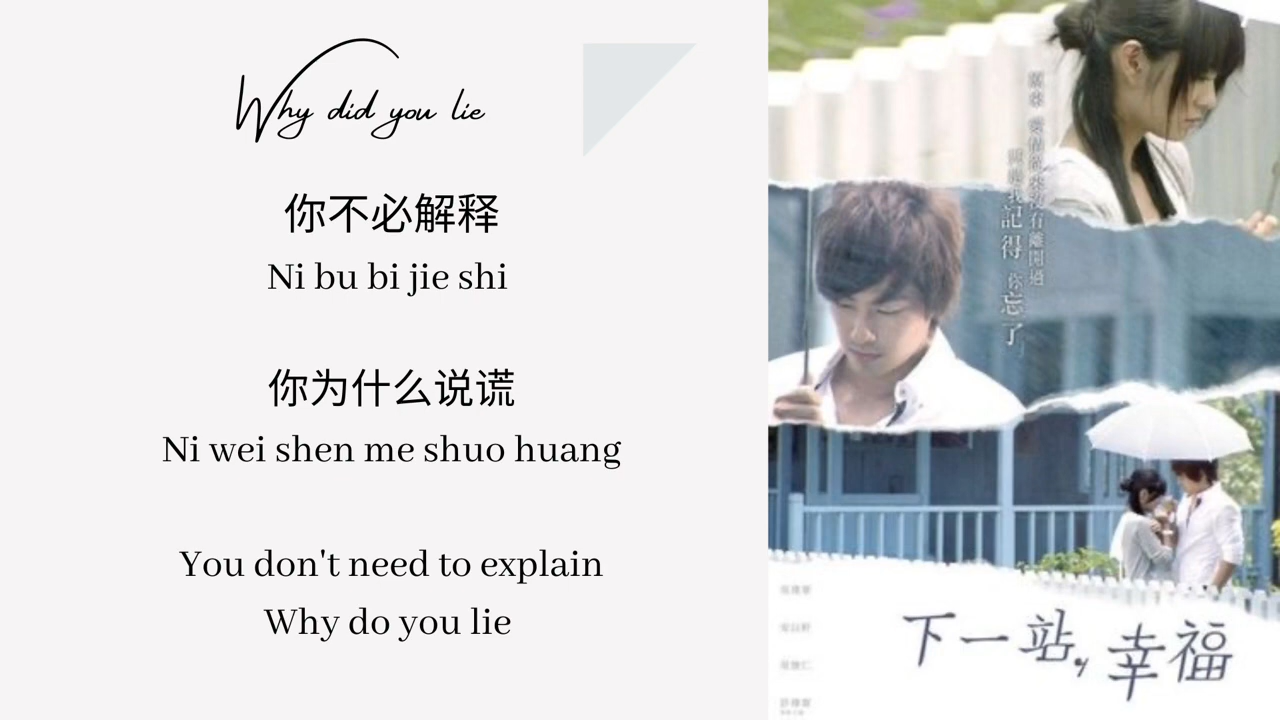 Why did you lie
你不必解释
Ni bu bi jie shi
你为什么说谎
Ni wei shen me shuo huang
You don't need to explain
Why do you lie
記得 你忘了
下一站，幸福